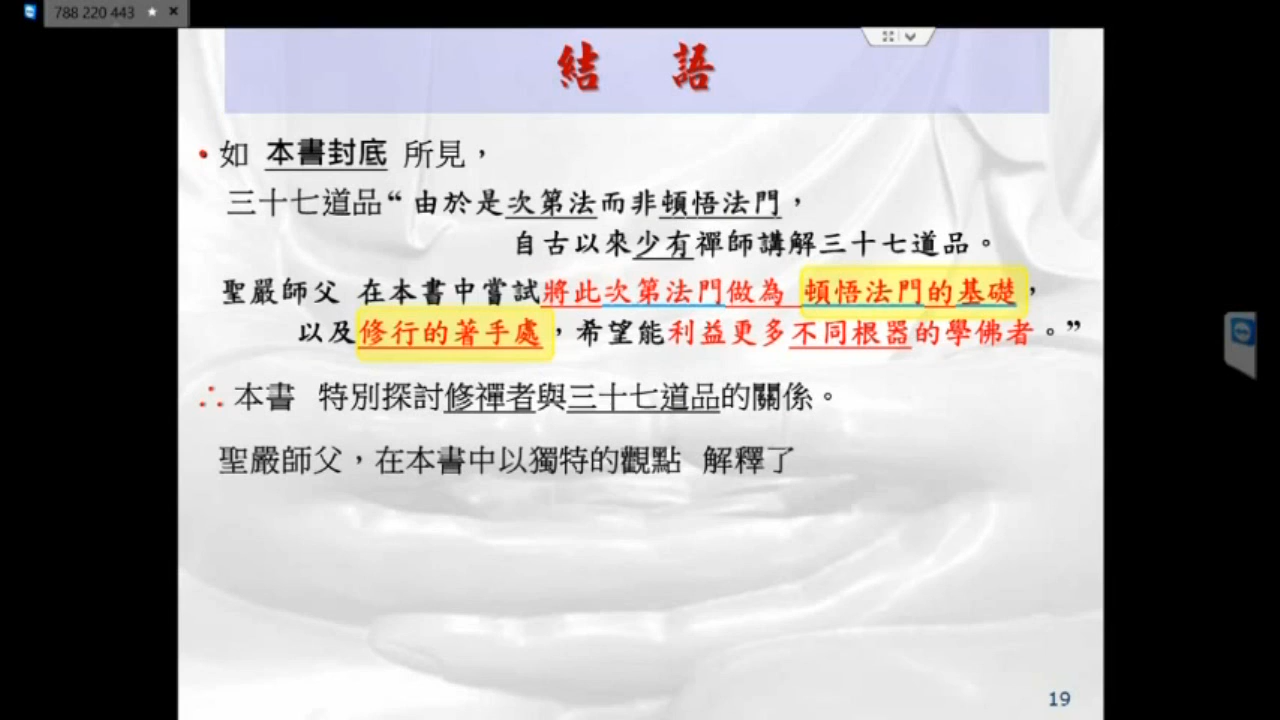 788 220 443
結 語
• 如 本書封底 所見，
三十七道品“由於是次第法而非頓悟法門，
自古以來少有禪師講解三十七道品。
聖嚴師父 在本書中嘗試將此次第法門做為 頓悟法門的基礎，
以及修行的著手處，希望能利益更多不同根器的學佛者。”
∴ 本書 特別探討修禪者與三十七道品的關係。
聖嚴師父，在本書中以獨特的觀點 解釋了
19